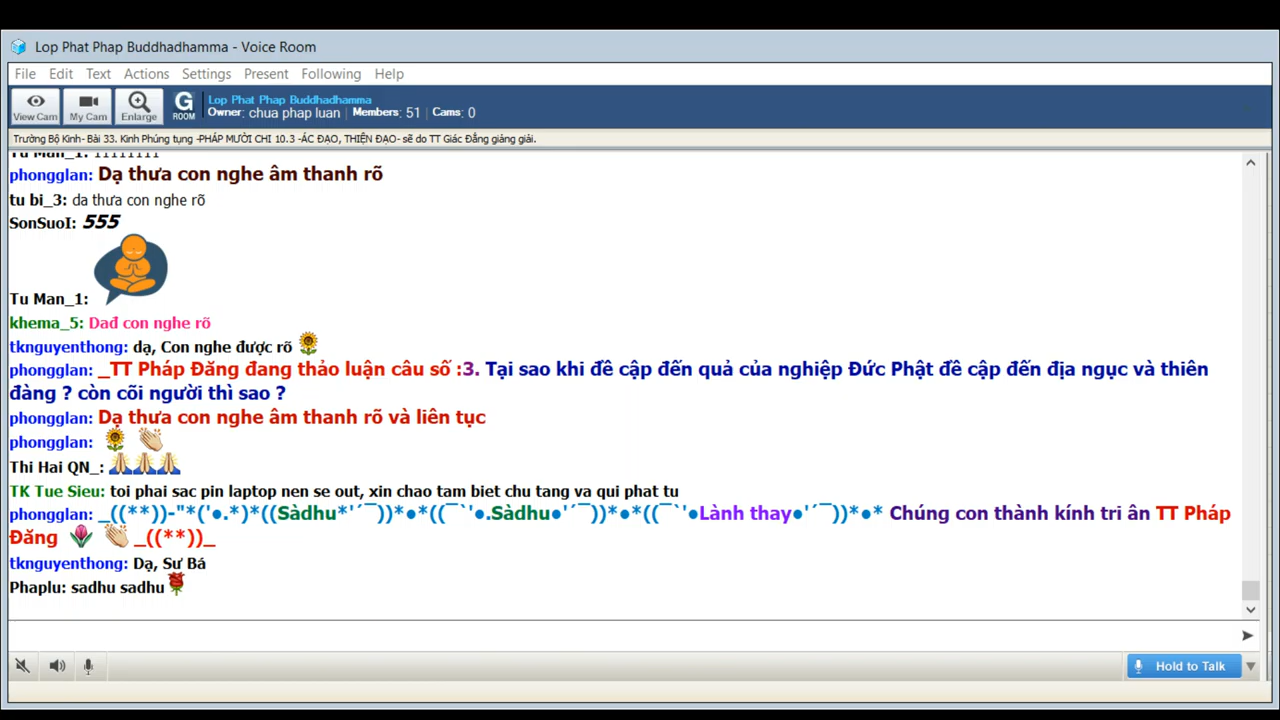 Lop Phat Phap Buddhadhamma - Voice Room
File Edit Text Actions Settings Present Following Help
View Cam My Cam Enlarge G ROOM Lop Phat Phap Buddhadhamma
Owner: chua phap luan | Members: 51 | Cams: 0
Trường Bộ Kinh- Bài 33. Kinh Phúng tụng -PHÁP MƯỜI CHI 10.3 -ÁC ĐẠO, THIỆN ĐẠO- sẽ do TT Giác Đẳng giảng giải.
Tu Man_1: 11111111
phongglan: Dạ thưa con nghe âm thanh rõ
tu bi_3: da thưa con nghe rõ
SonSuoI: 555
Tu Man_1:
khema_5: Dađ con nghe rõ
tknguyenthong: dạ, Con nghe được rõ
phongglan: _TT Pháp Đăng đang thảo luận câu số :3. Tại sao khi đề cập đến quả của nghiệp Đức Phật đề cập đến địa ngục và thiên
đàng ? còn cõi người thì sao ?
phongglan: Dạ thưa con nghe âm thanh rõ và liên tục
phongglan:
Thi Hai QN_:
TK Tue Sieu: toi phai sac pin laptop nen se out, xin chao tam biet chu tang va qui phat tu
phongglan: _((**))-"*('●.*)*((Sàdhu*'´¯))*●*((¯`'●.Sàdhu●'´¯))*●*((¯`'●Lành thay●'´¯))*●* Chúng con thành kính tri ân TT Pháp
Đăng _((**))_
tknguyenthong: Dạ, Sư Bá
Phaplu: sadhu sadhu
Hold to Talk